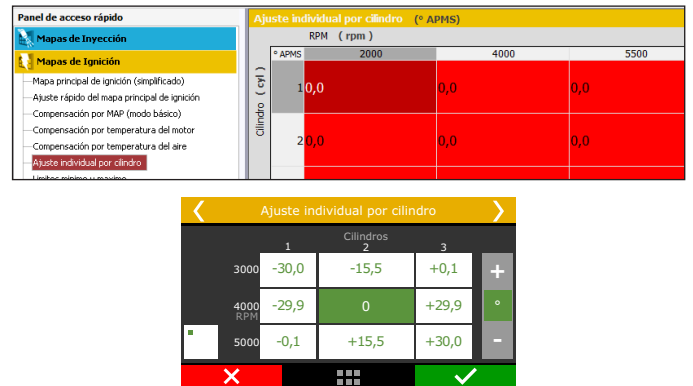 Panel de acceso rápido
Mapas de Inyección
Mapas de Ignición
Mapa principal de ignición (simplificado)
Ajuste rápido del mapa principal de ignición
Compensación por MAP (modo básico)
Compensación por temperatura del motor
Compensación por temperatura del aire
Ajuste individual por cilindro
Limites minimo y maximo
Ajuste individual por cilindro (° APMS)
RPM ( rpm )
° APMS 2000 4000 5500
Cilindro ( cyl )
1 0,0 0,0 0,0
2 0,0 0,0 0,0
Ajuste individual por cilindro
Cilindros
1 2 3
3000 -30,0 -15,5 +0,1 +
4000 -29,9 0 +29,9 °
RPM
5000 -0,1 +15,5 +30,0 -